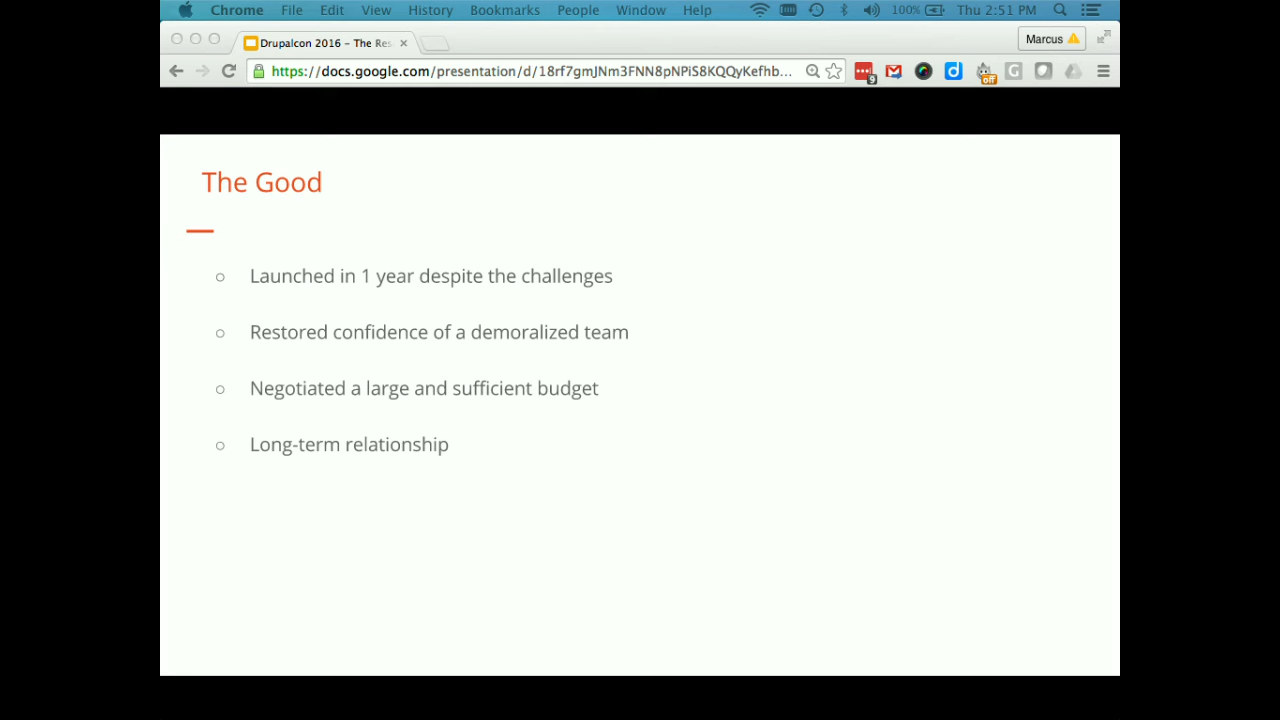 Chrome File Edit View History Bookmarks People Window Help 100% Thu 2:51 PM
Drupalcon 2016 – The Res
Marcus
https://docs.google.com/presentation/d/18rf7gmJNm3FNN8pNPiS8KQQyKefhb...
9
d
off
G
The Good
Launched in 1 year despite the challenges
Restored confidence of a demoralized team
Negotiated a large and sufficient budget
Long-term relationship